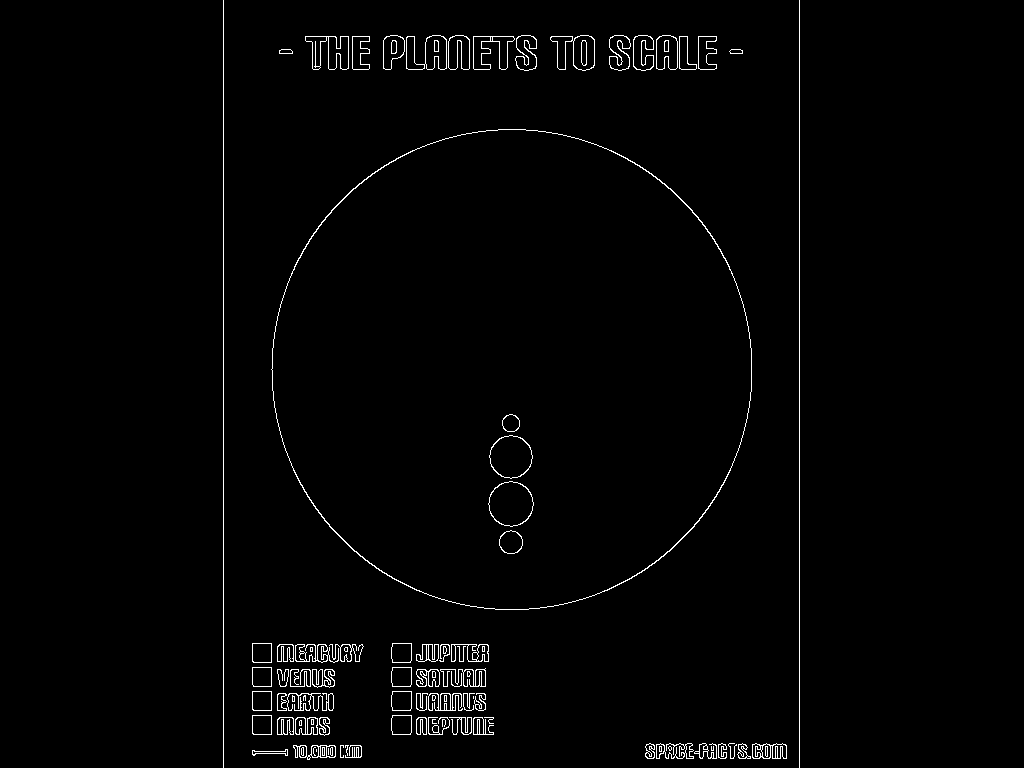 - THE PLANETS TO SCALE -
MERCURY
VENUS
EARTH
MARS
JUPITER
SATURN
URANUS
NEPTUNE
10,000 KM
SPACE-FACTS.COM